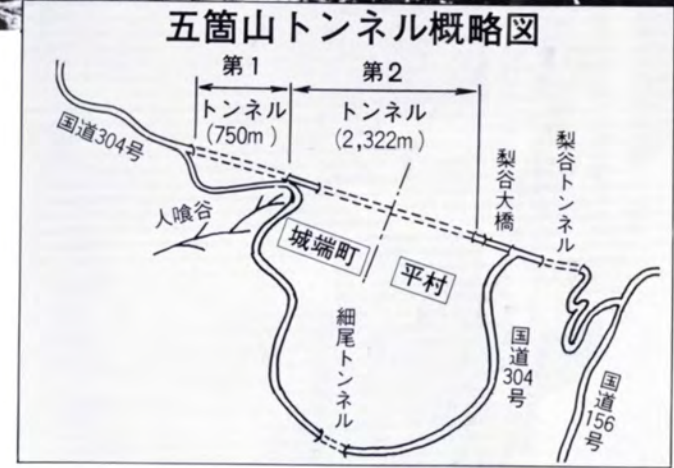 五箇山トンネル概略図
第1
第2
トンネル
(750m)
トンネル
(2,322m)
国道304号
人喰谷
城端町
平村
梨谷大橋
梨谷トンネル
細尾トンネル
国道304号
国道156号